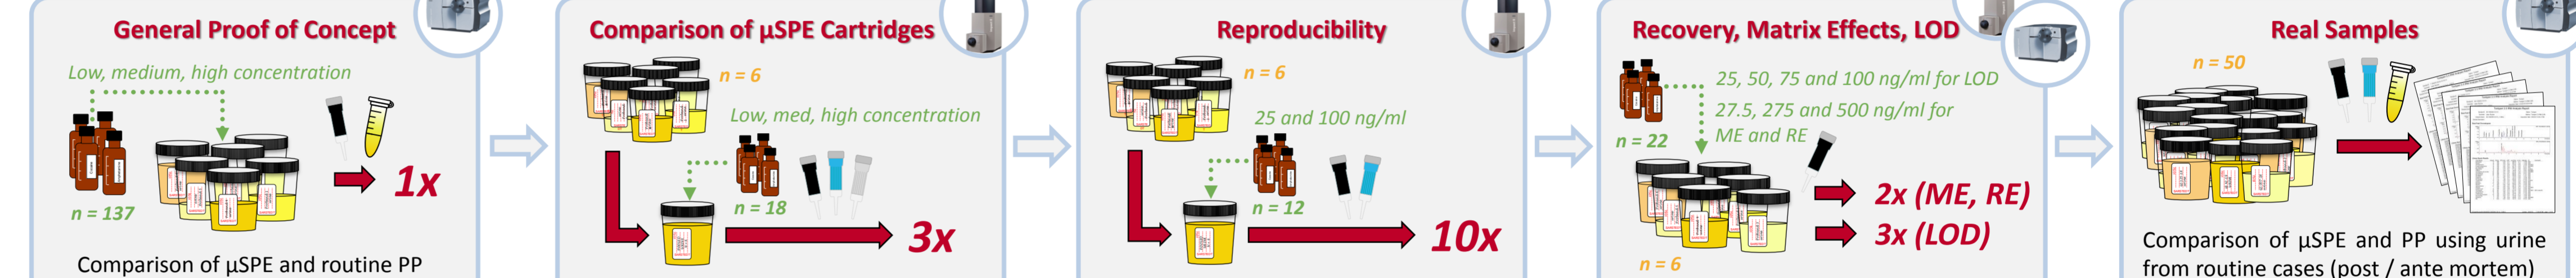 General Proof of Concept
Low, medium, high concentration
n = 137
1x
Comparison of µSPE and routine PP
Comparison of µSPE Cartridges
n = 6
Low, med, high concentration
n = 18
3x
Reproducibility
n = 6
25 and 100 ng/ml
n = 12
10x
Recovery, Matrix Effects, LOD
25, 50, 75 and 100 ng/ml for LOD
27.5, 275 and 500 ng/ml for
ME and RE
n = 22
2x (ME, RE)
3x (LOD)
n = 6
Real Samples
n = 50
Comparison of µSPE and PP using urine
from routine cases (post / ante mortem)